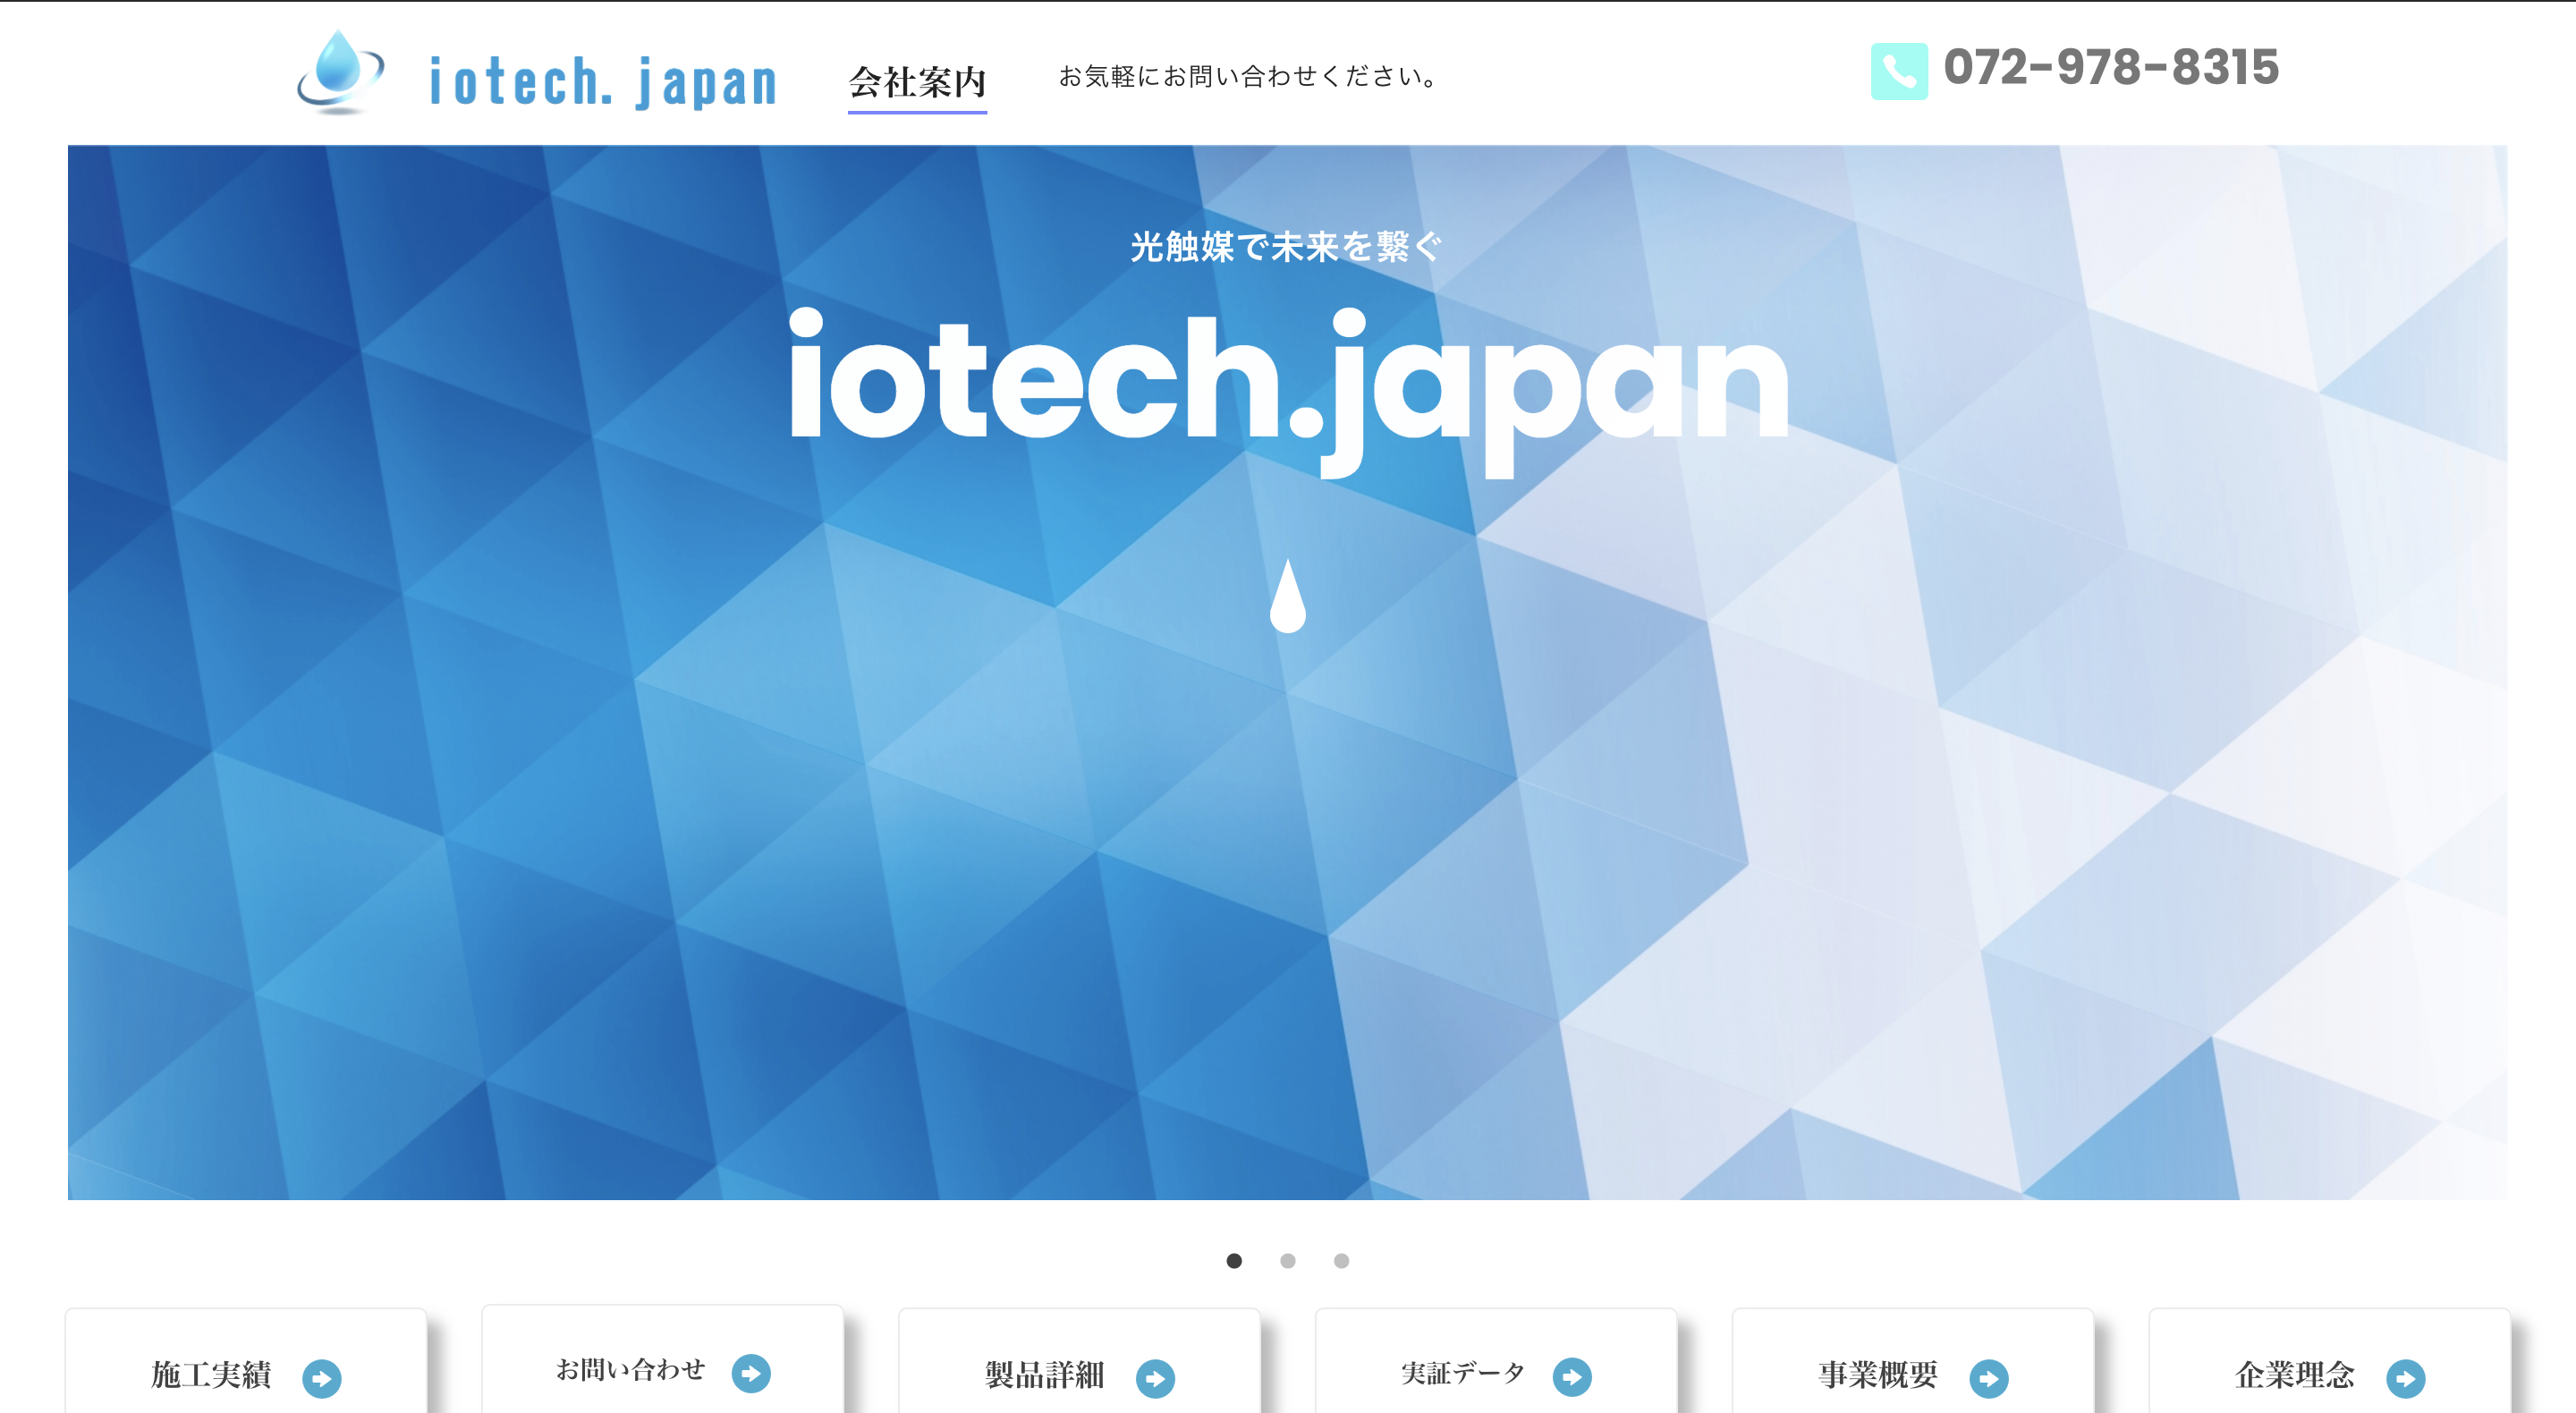 iotech. japan
会社案内
お気軽にお問い合わせください。
072-978-8315
光触媒で未来を繋ぐ
iotech.japan
施工実績
お問い合わせ
製品詳細
実証データ
事業概要
企業理念